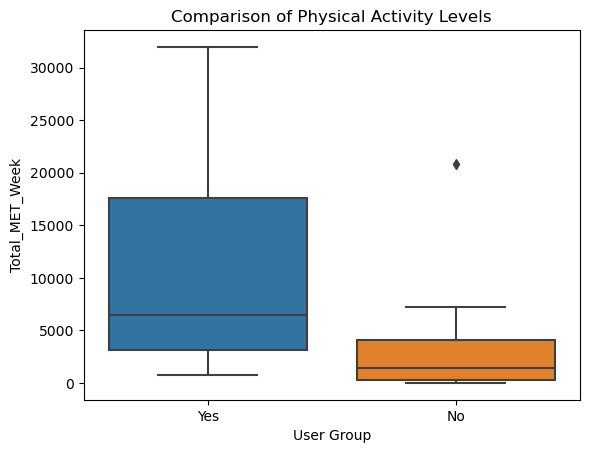 Comparison of Physical Activity Levels
Total_MET_Week
30000
25000
20000
15000
10000
5000
0
Yes
No
User Group